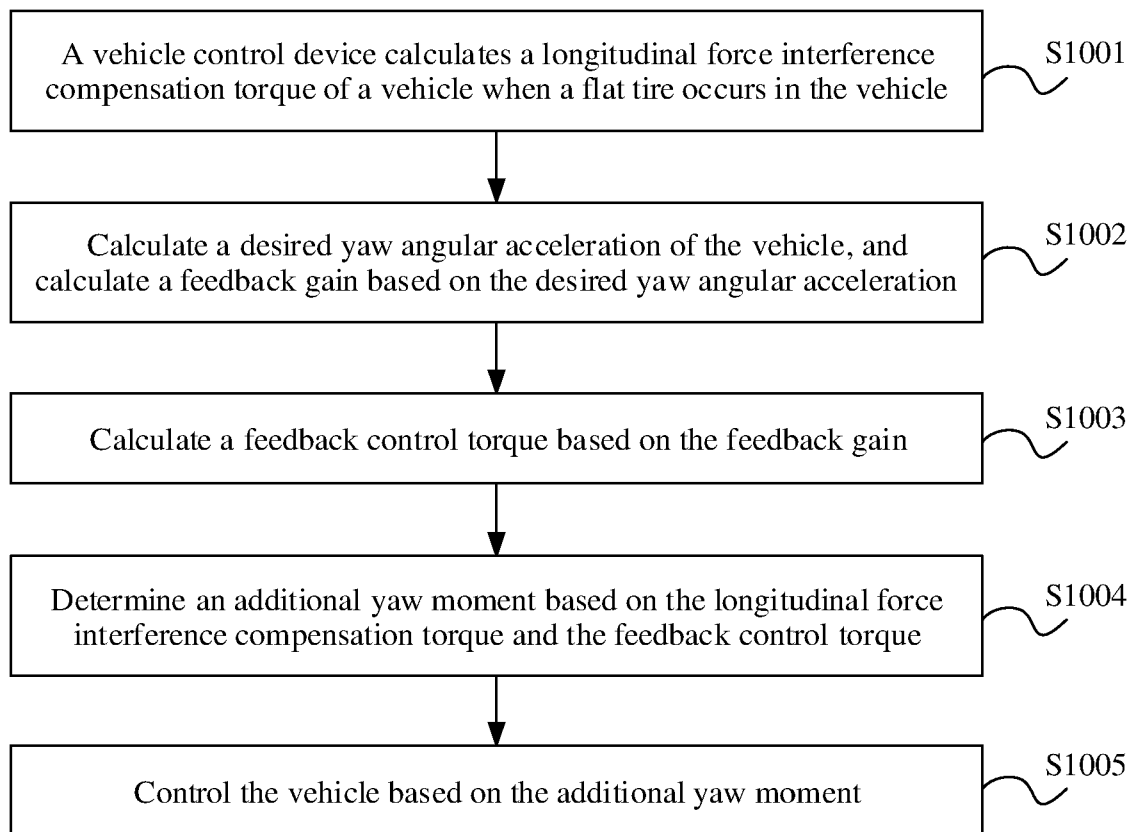 A vehicle control device calculates a longitudinal force interference
compensation torque of a vehicle when a flat tire occurs in the vehicle
S1001
Calculate a desired yaw angular acceleration of the vehicle, and
calculate a feedback gain based on the desired yaw angular acceleration
S1002
Calculate a feedback control torque based on the feedback gain
S1003
Determine an additional yaw moment based on the longitudinal force
interference compensation torque and the feedback control torque
S1004
Control the vehicle based on the additional yaw moment
S1005